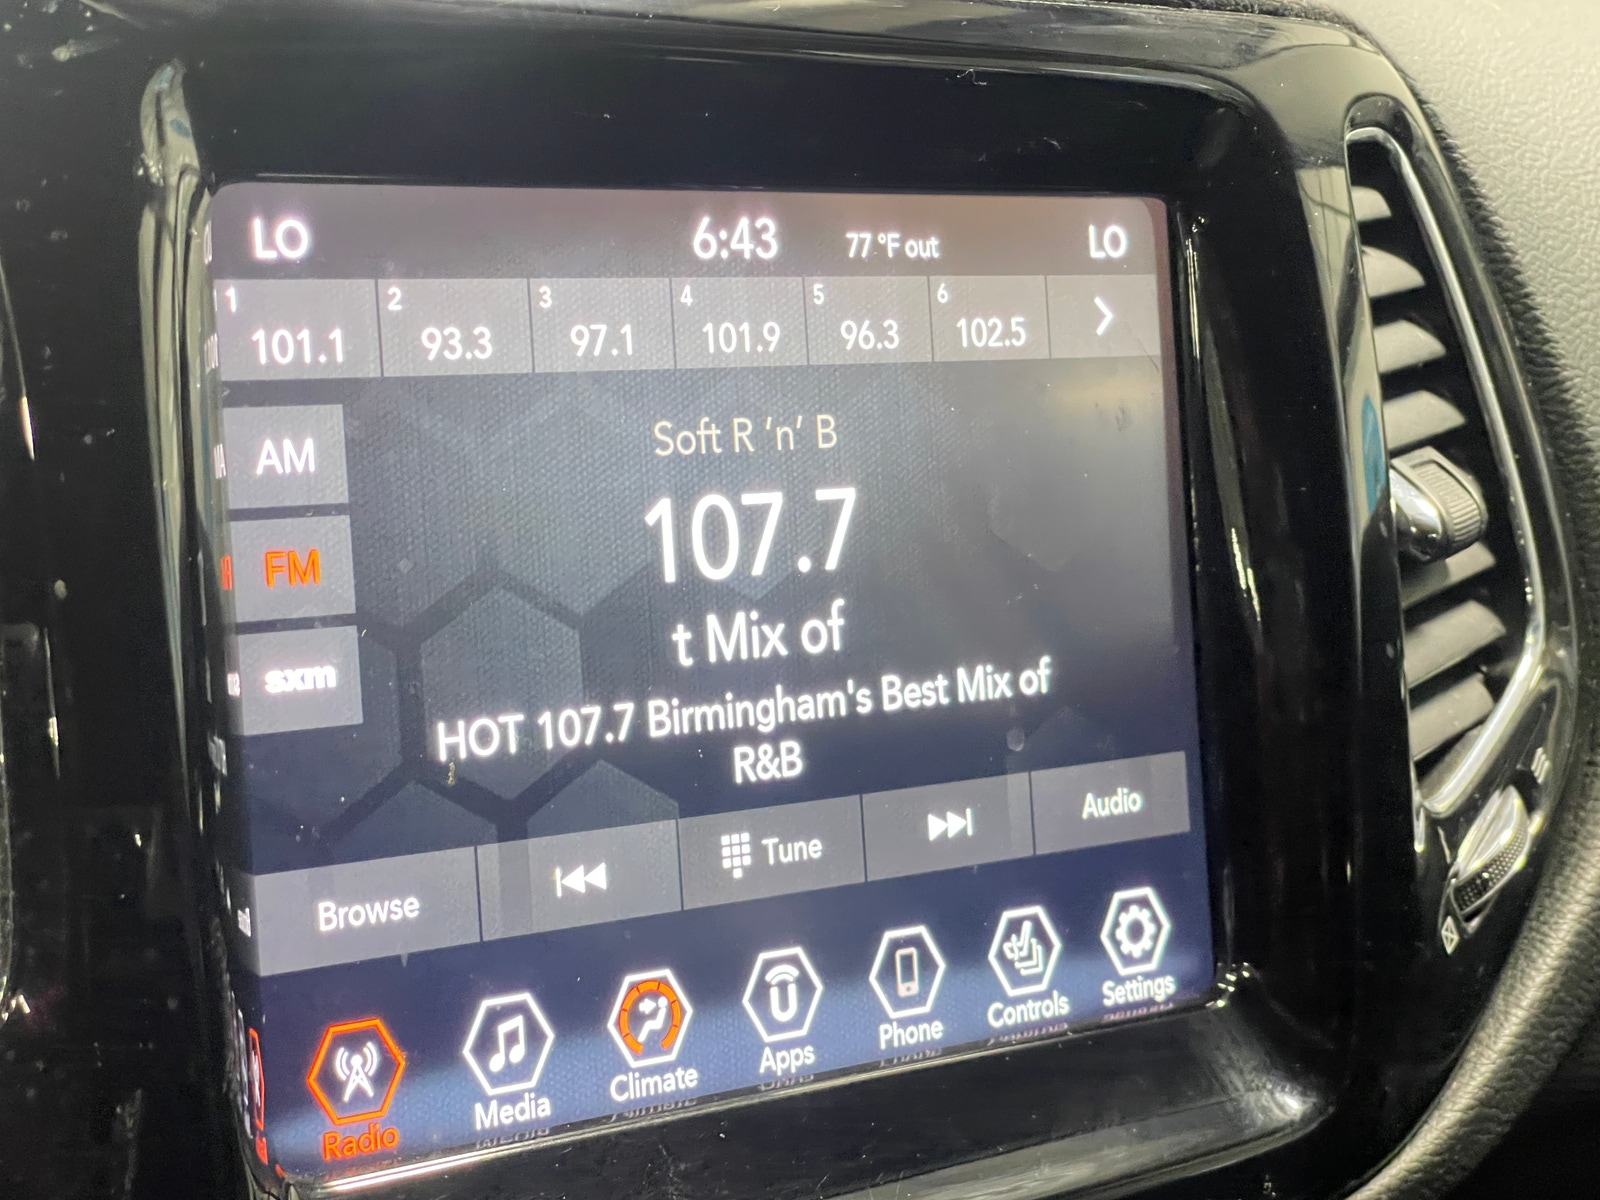 LO 6:43 77 °F out LO
1 2 3 4 5 6
101.1 93.3 97.1 101.9 96.3 102.5
AM
FM
sxm
Soft R 'n' B
107.7
t Mix of
HOT 107.7 Birmingham's Best Mix of
R&B
Browse Tune Audio
Radio Media Climate Apps Phone Controls Settings